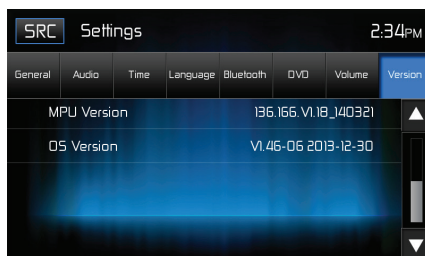 SRC Settings 2:34PM
General Audio Time Language Bluetooth DVD Volume Version
MPU Version 136.166.V1.18_140321
OS Version V1.46-06 2013-12-30